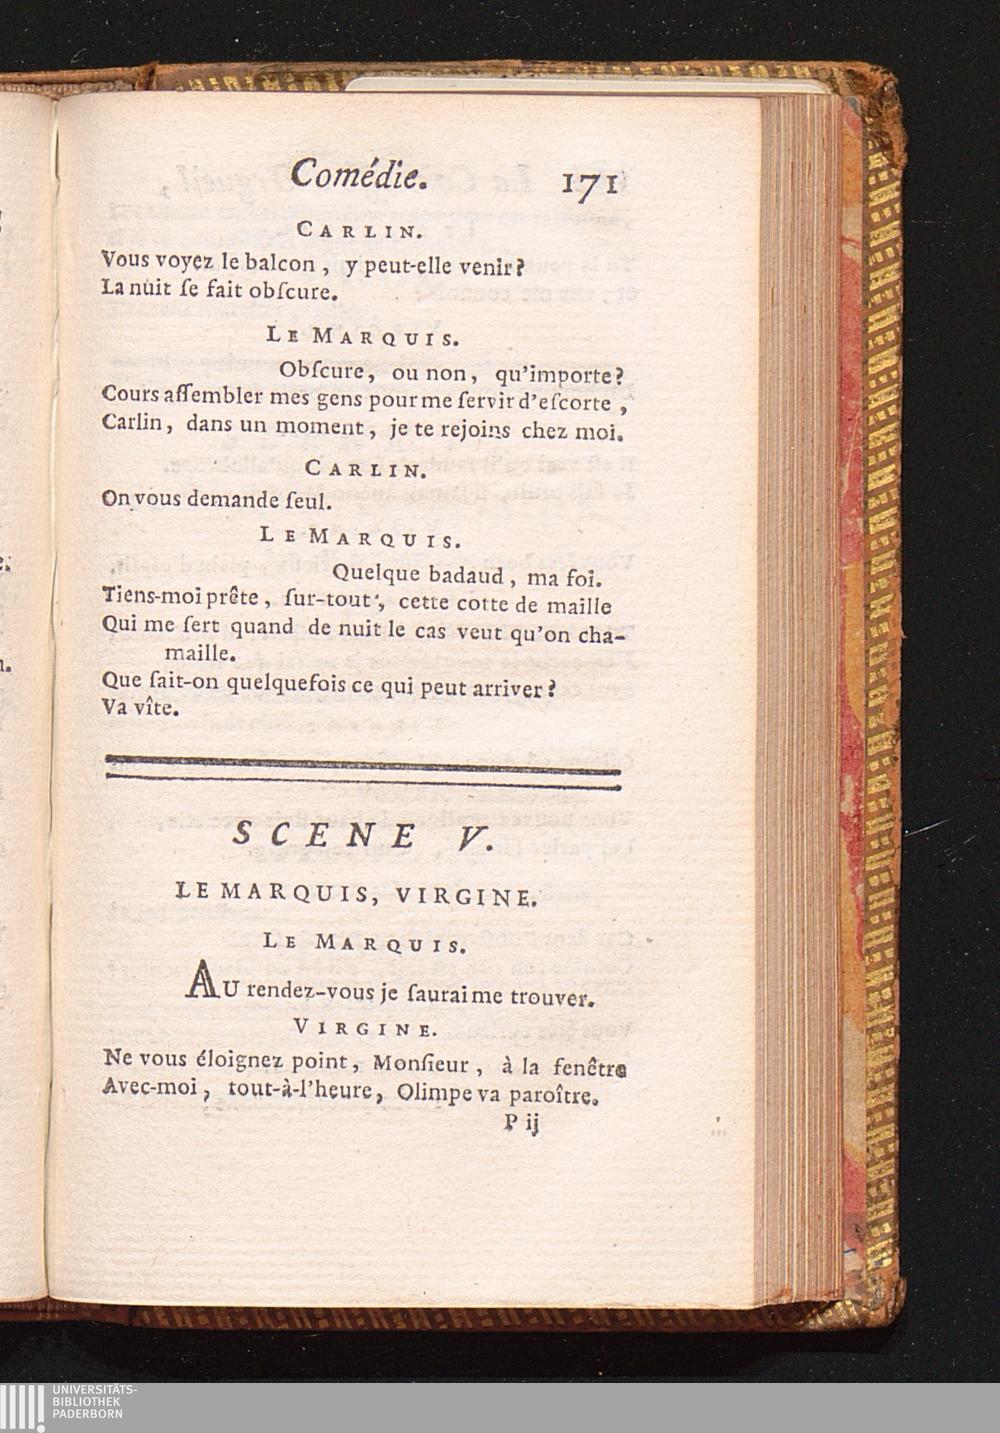 Comédie. 171
CARLIN.
Vous voyez le balcon, y peut-elle venir?
La nuit ſe fait obſcure.
LE MARQUIS.
Obſcure, ou non, qu'importe?
Cours aſſembler mes gens pour me ſervir d'eſcorte,
Carlin, dans un moment, je te rejoins chez moi.
CARLIN.
On vous demande ſeul.
LE MARQUIS.
Quelque badaud, ma foi.
Tiens-moi prête, ſur-tout, cette cotte de maille
Qui me ſert quand de nuit le cas veut qu'on cha-
maille.
Que ſait-on quelquefois ce qui peut arriver?
Va vîte.
SCENE V.
LE MARQUIS, VIRGINE.
LE MARQUIS.
AU rendez-vous je ſaurai me trouver.
VIRGINE.
Ne vous éloignez point, Monſieur, à la fenêtre
Avec-moi, tout-à-l'heure, Olimpe va paroître.
P ij
UNIVERSITÄTS-
BIBLIOTHEK
PADERBORN